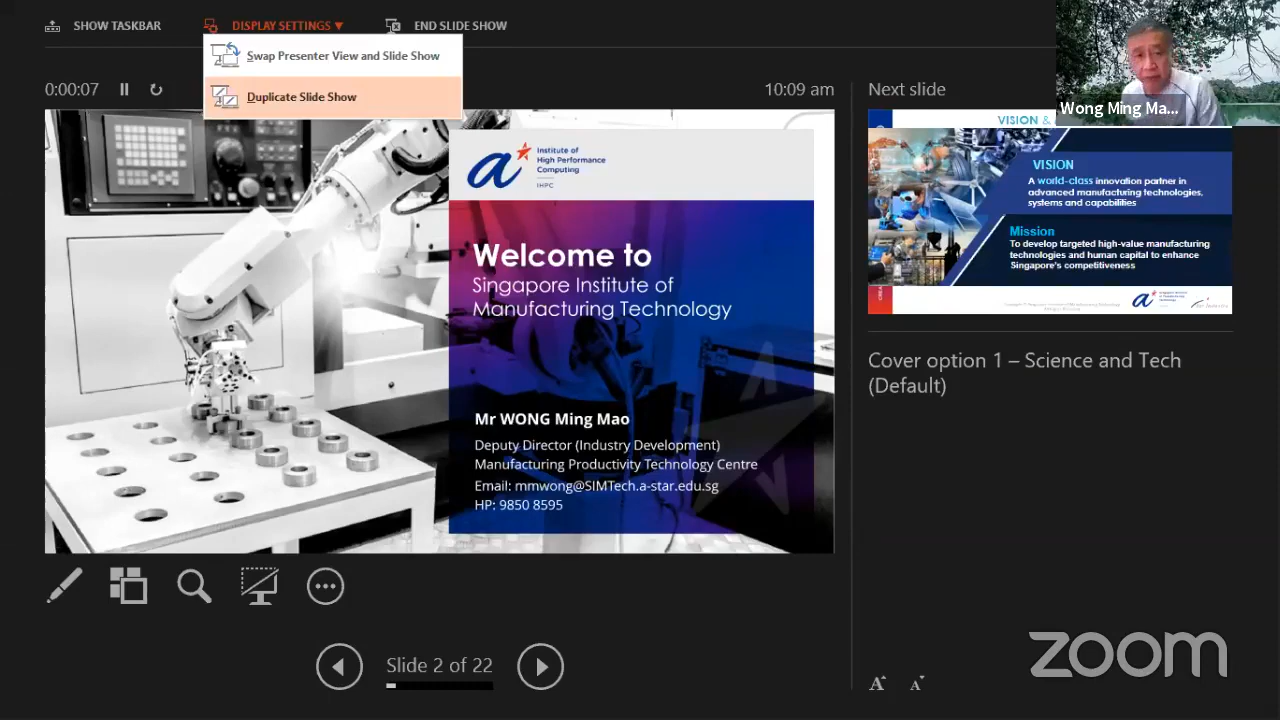 SHOW TASKBAR
DISPLAY SETTINGS ▼
END SLIDE SHOW
Swap Presenter View and Slide Show
Duplicate Slide Show
0:00:07
10:09 am
Next slide
Wong Ming Ma...
a
Institute of
High Performance
Computing
IHPC
Welcome to
Singapore Institute of
Manufacturing Technology
Mr WONG Ming Mao
Deputy Director (Industry Development)
Manufacturing Productivity Technology Centre
Email: mmwong@SIMTech.a-star.edu.sg
HP: 9850 8595
VISION &
VISION
A world-class innovation partner in
advanced manufacturing technologies,
systems and capabilities
Mission
To develop targeted high-value manufacturing
technologies and human capital to enhance
Singapore's competitiveness
a
Cover option 1 – Science and Tech
(Default)
Slide 2 of 22
A A
zoom